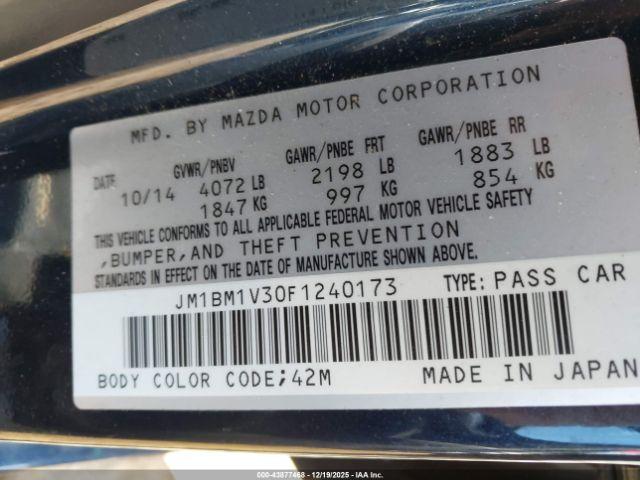 MFD. BY MAZDA MOTOR CORPORATION
DATE GVWR/PNBV GAWR/PNBE FRT GAWR/PNBE RR
10/14 4072 LB 2198 LB 1883 LB
1847 KG 997 KG 854 KG
THIS VEHICLE CONFORMS TO ALL APPLICABLE FEDERAL MOTOR VEHICLE SAFETY
,BUMPER,AND THEFT PREVENTION
STANDARDS IN EFFECT ON THE DATE OF MANUFACTURE SHOWN ABOVE.
JM1BM1V30F1240173 TYPE: PASS CAR
BODY COLOR CODE;42M MADE IN JAPAN
000-43877468 - 12/19/2025 - IAA Inc.